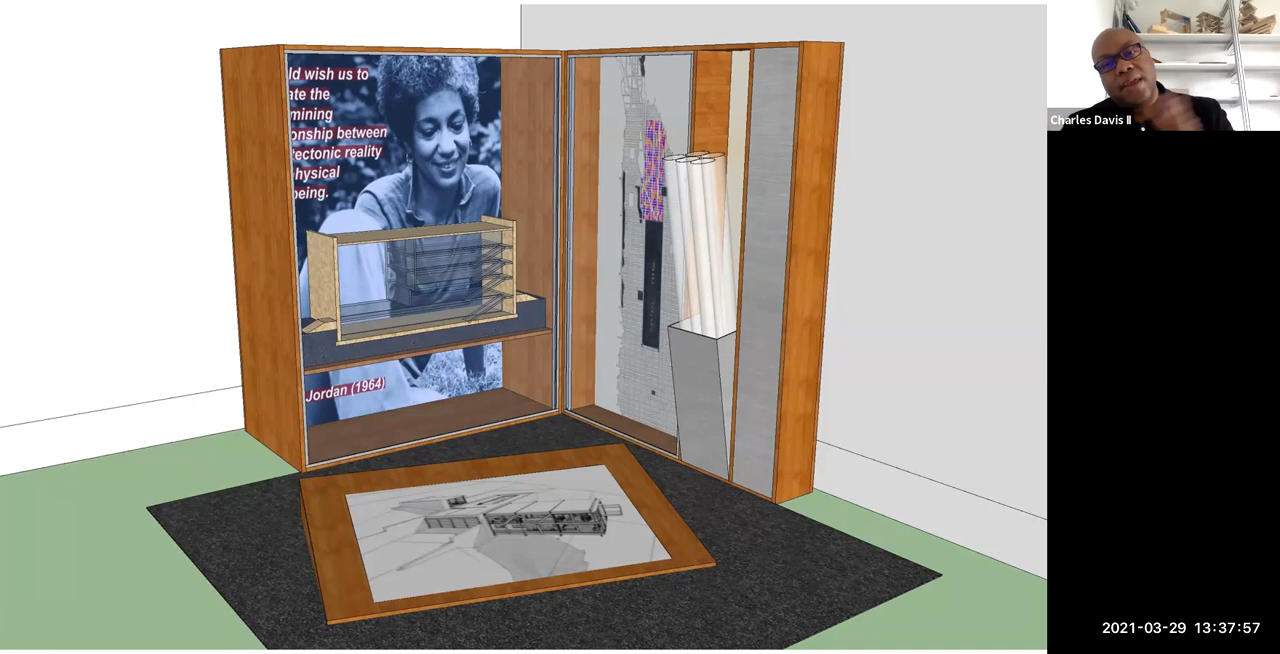 ld wish us to
ate the
mining
onship between
tectonic reality
hysical
being.
Jordan (1964)
Charles Davis II
2021-03-29 13:37:57